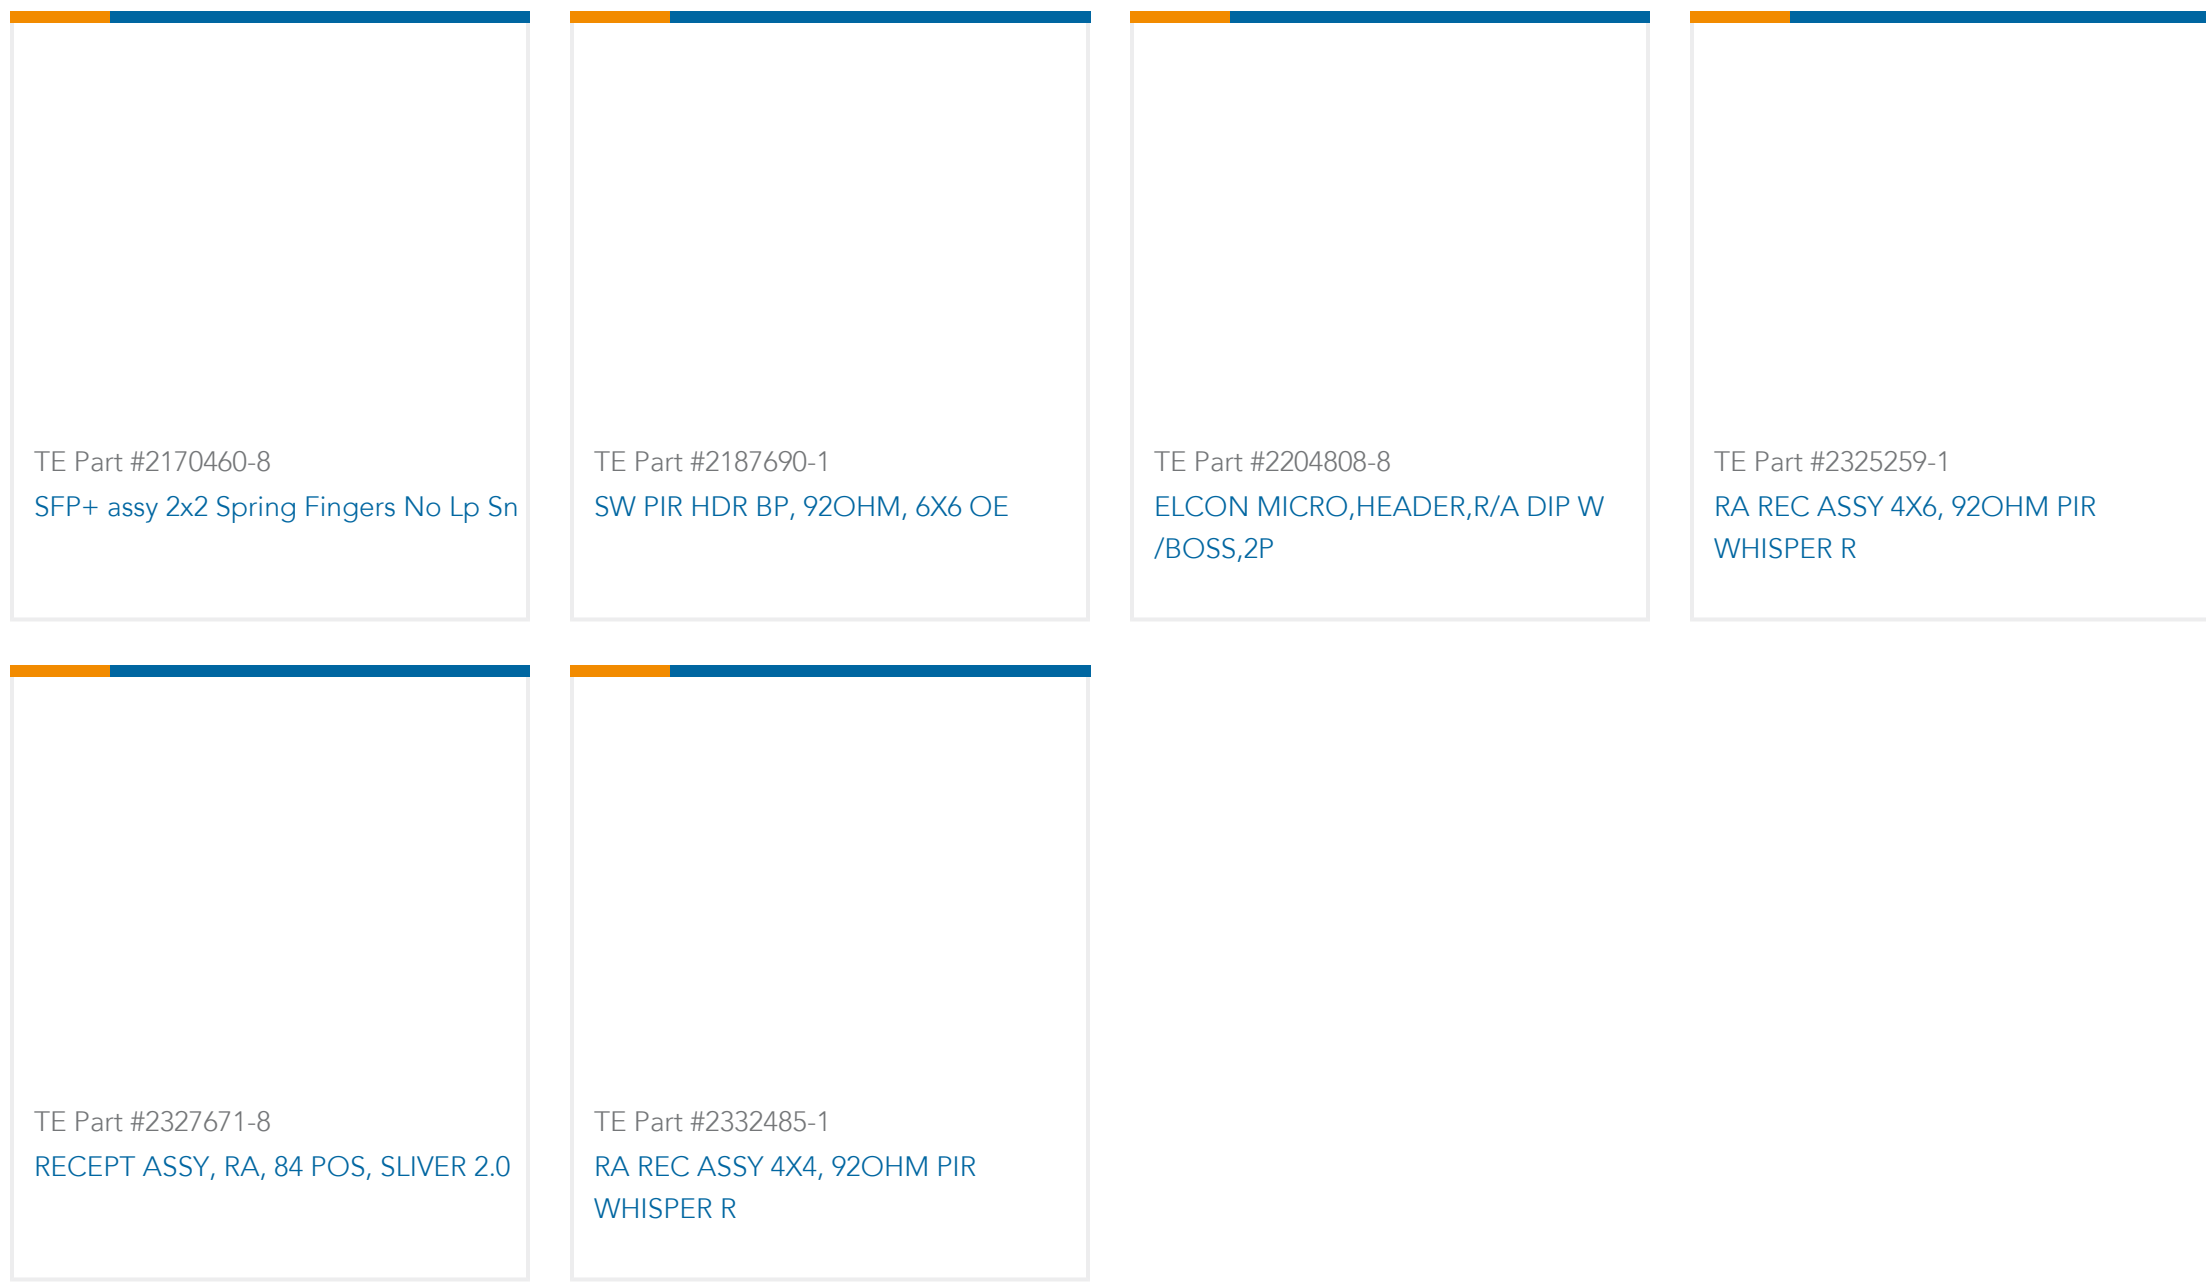 TE Part #2170460-8
SFP+ assy 2x2 Spring Fingers No Lp Sn
TE Part #2187690-1
SW PIR HDR BP, 92OHM, 6X6 OE
TE Part #2204808-8
ELCON MICRO,HEADER,R/A DIP W
/BOSS,2P
TE Part #2325259-1
RA REC ASSY 4X6, 92OHM PIR
WHISPER R
TE Part #2327671-8
RECEPT ASSY, RA, 84 POS, SLIVER 2.0
TE Part #2332485-1
RA REC ASSY 4X4, 92OHM PIR
WHISPER R